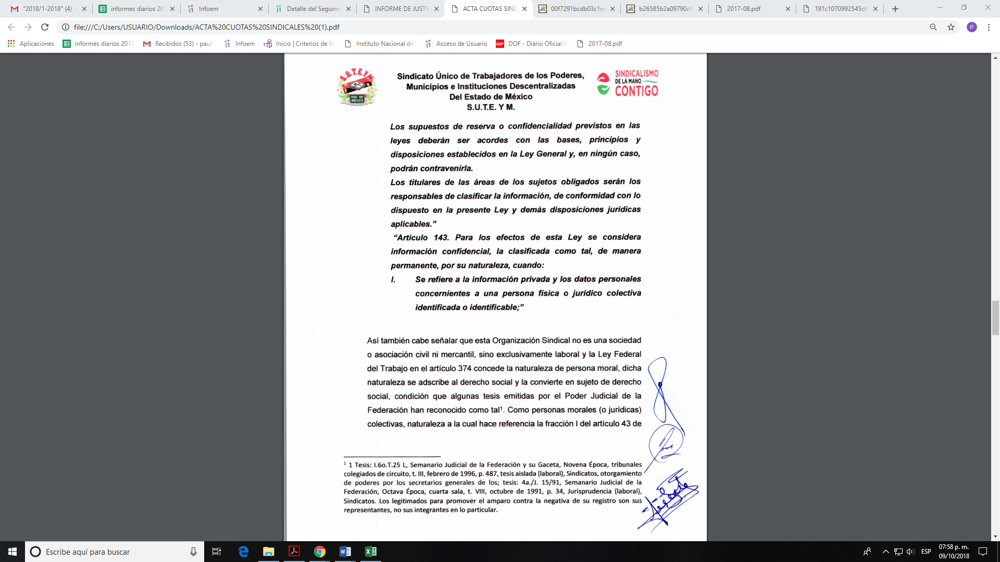 "2018/1-2018" (4) -
informes diarios 201
Infoem
Detalle del Seguimie
INFORME DE JUSTIF
ACTA CUOTAS SIND
00f7291bcdb03c1ee
b26585b2a09790c6
2017-08.pdf
191c1070992545d8
file:///C:/Users/USUARIO/Downloads/ACTA%20CUOTAS%20SINDICALES%20(1).pdf
P
Aplicaciones
informes diarios 2018
Recibidos (53) - pauli
Infoem
Inicio | Criterios de In
Instituto Nacional de
Acceso de Usuario
DOF
DOF - Diario Oficial d
2017-08.pdf
S.U.T.E.Y.M.
EDO. DE
MEXICO
Sindicato Único de Trabajadores de los Poderes,
Municipios e Instituciones Descentralizadas
Del Estado de México
S.U.T.E. Y M.
SINDICALISMO
DE LA MANO
CONTIGO
Los supuestos de reserva o confidencialidad previstos en las
leyes deberán ser acordes con las bases, principios y
disposiciones establecidos en la Ley General y, en ningún caso,
podrán contravenirla.
Los titulares de las áreas de los sujetos obligados serán los
responsables de clasificar la información, de conformidad con lo
dispuesto en la presente Ley y demás disposiciones jurídicas
aplicables.”
“Artículo 143. Para los efectos de esta Ley se considera
información confidencial, la clasificada como tal, de manera
permanente, por su naturaleza, cuando:
I. Se refiere a la información privada y los datos personales
concernientes a una persona física o jurídico colectiva
identificada o identificable;”
Así también cabe señalar que esta Organización Sindical no es una sociedad
o asociación civil ni mercantil, sino exclusivamente laboral y la Ley Federal
del Trabajo en el artículo 374 concede la naturaleza de persona moral, dicha
naturaleza se adscribe al derecho social y la convierte en sujeto de derecho
social, condición que algunas tesis emitidas por el Poder Judicial de la
Federación han reconocido como tal¹. Como personas morales (o jurídicas)
colectivas, naturaleza a la cual hace referencia la fracción I del artículo 43 de
¹ 1 Tesis: I.6o.T.25 L, Semanario Judicial de la Federación y su Gaceta, Novena Época, tribunales
colegiados de circuito, t. III, febrero de 1996, p. 487, tesis aislada (laboral), Sindicatos, otorgamiento
de poderes por los secretarios generales de los; tesis: 4a./J. 15/91, Semanario Judicial de la
Federación, Octava Época, cuarta sala, t. VIII, octubre de 1991, p. 34, Jurisprudencia (laboral),
Sindicatos. Los legitimados para promover el amparo contra la negativa de su registro son sus
representantes, no sus integrantes en lo particular.
Escribe aquí para buscar
ESP
07:58 p. m.
09/10/2018